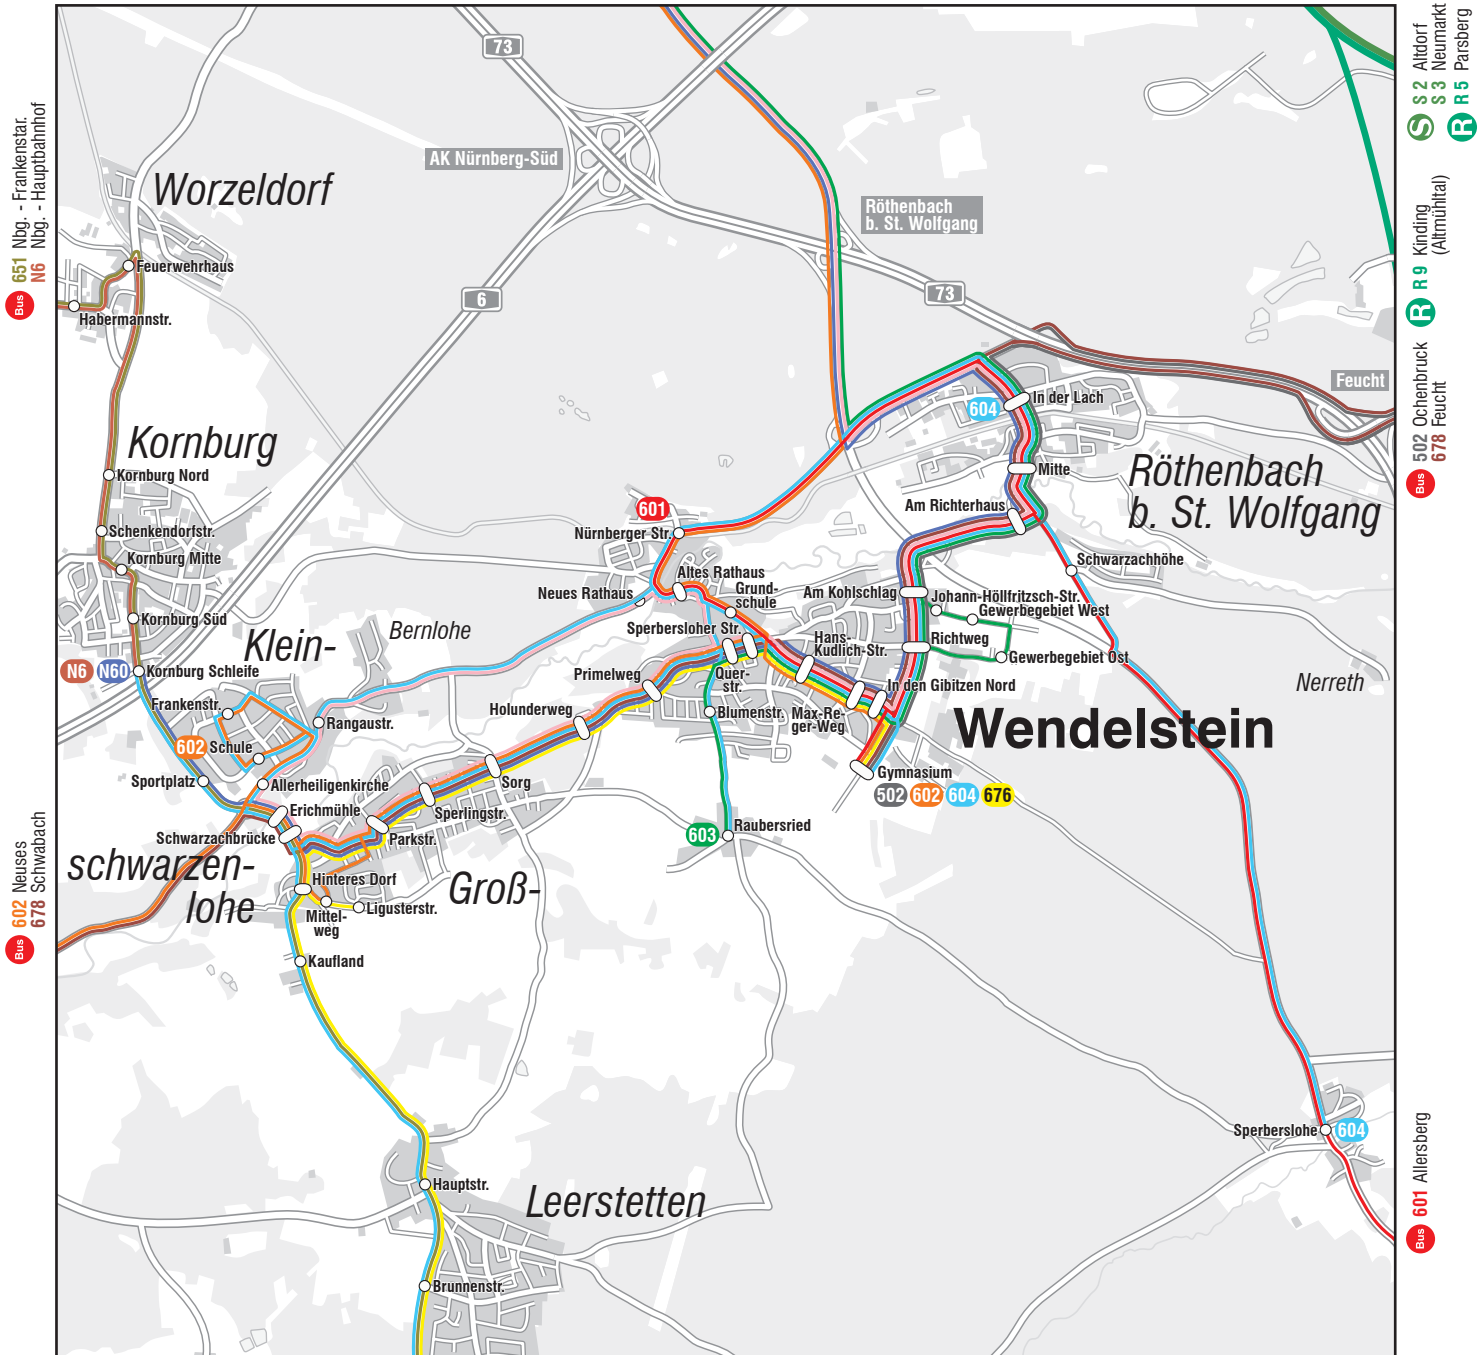 73
AK Nürnberg-Süd
Worzeldorf
Röthenbach
b. St. Wolfgang
Feuerwehrhaus
6
73
Habermannstr.
Feucht
In der Lach
604
Kornburg
Kornburg Nord
Mitte
Röthenbach
b. St. Wolfgang
Am Richterhaus
601
Nürnberger Str.
Schenkendorfstr.
Kornburg Mitte
Schwarzachhöhe
Altes Rathaus
Neues Rathaus
Grund-
schule
Am Kohlschlag
Johann-Höllfritzsch-Str.
Gewerbegebiet West
Kornburg Süd
Klein-
Bernlohe
Sperbersloher Str.
Hans-
Kudlich-Str.
Richtweg
Gewerbegebiet Ost
N6
N60
Kornburg Schleife
Primelweg
Quer-
str.
In den Gibitzen Nord
Nerreth
Frankenstr.
Rangaustr.
Holunderweg
Blumenstr.
Max-Re-
ger-Weg
Wendelstein
602
Schule
Sportplatz
Allerheiligenkirche
Sorg
Gymnasium
502
602
604
676
Erichmühle
Sperlingstr.
Schwarzachbrücke
Parkstr.
603
Raubersried
schwarzen-
lohe
Hinteres Dorf
Groß-
Mittel-
weg
Ligusterstr.
Kaufland
Sperberslohe
604
Hauptstr.
Leerstetten
Brunnenstr.
Bus
651 Nbg. - Frankenstar.
N6 Nbg. - Hauptbahnhof
Bus
602 Neuses
678 Schwabach
S
S 2 Altdorf
S 3 Neumarkt
R
R 5 Parsberg
R
R 9 Kinding
(Altmühltal)
Bus
502 Ochenbruck
678 Feucht
Bus
601 Allersberg